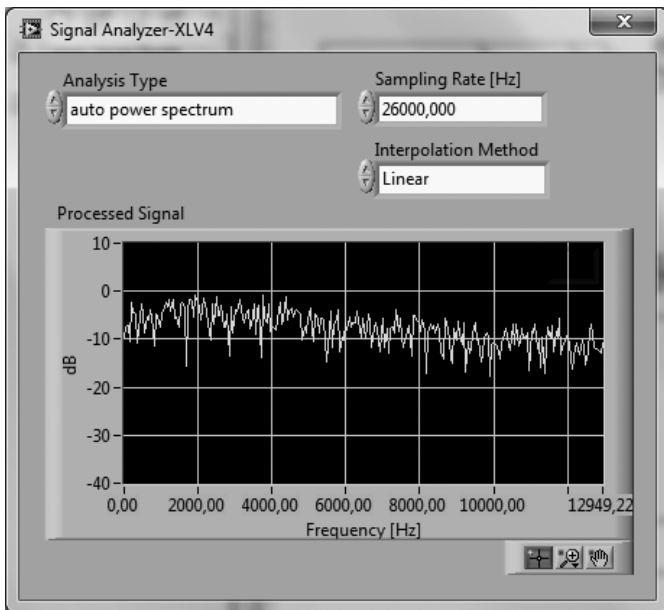 Signal Analyzer-XLV4
x
Analysis Type
auto power spectrum
Sampling Rate [Hz]
26000,000
Interpolation Method
Linear
Processed Signal
10
0
-10
-20
-30
-40
dB
0,00 2000,00 4000,00 6000,00 8000,00 10000,00 12949,22
Frequency [Hz]